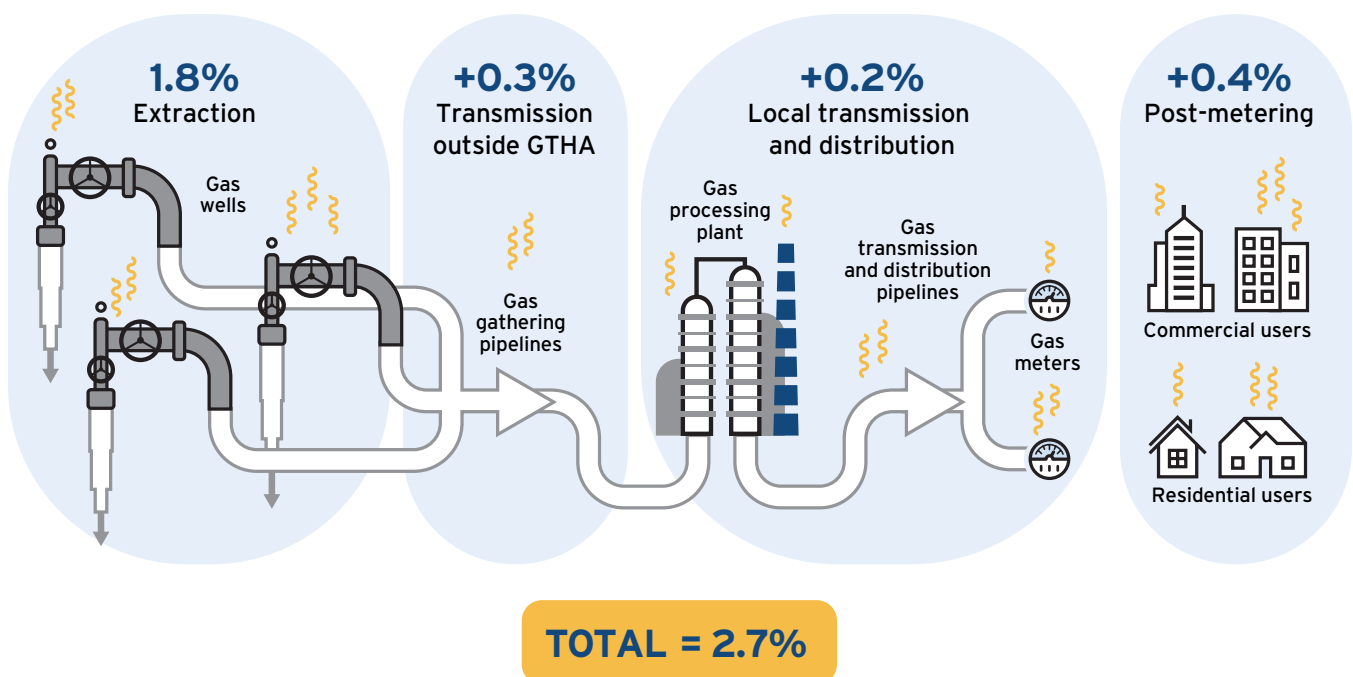 1.8%
Extraction
Gas
wells
+0.3%
Transmission
outside GTHA
Gas
gathering
pipelines
+0.2%
Local transmission
and distribution
Gas
processing
plant
Gas
transmission
and distribution
pipelines
Gas
meters
+0.4%
Post-metering
Commercial users
Residential users
TOTAL = 2.7%